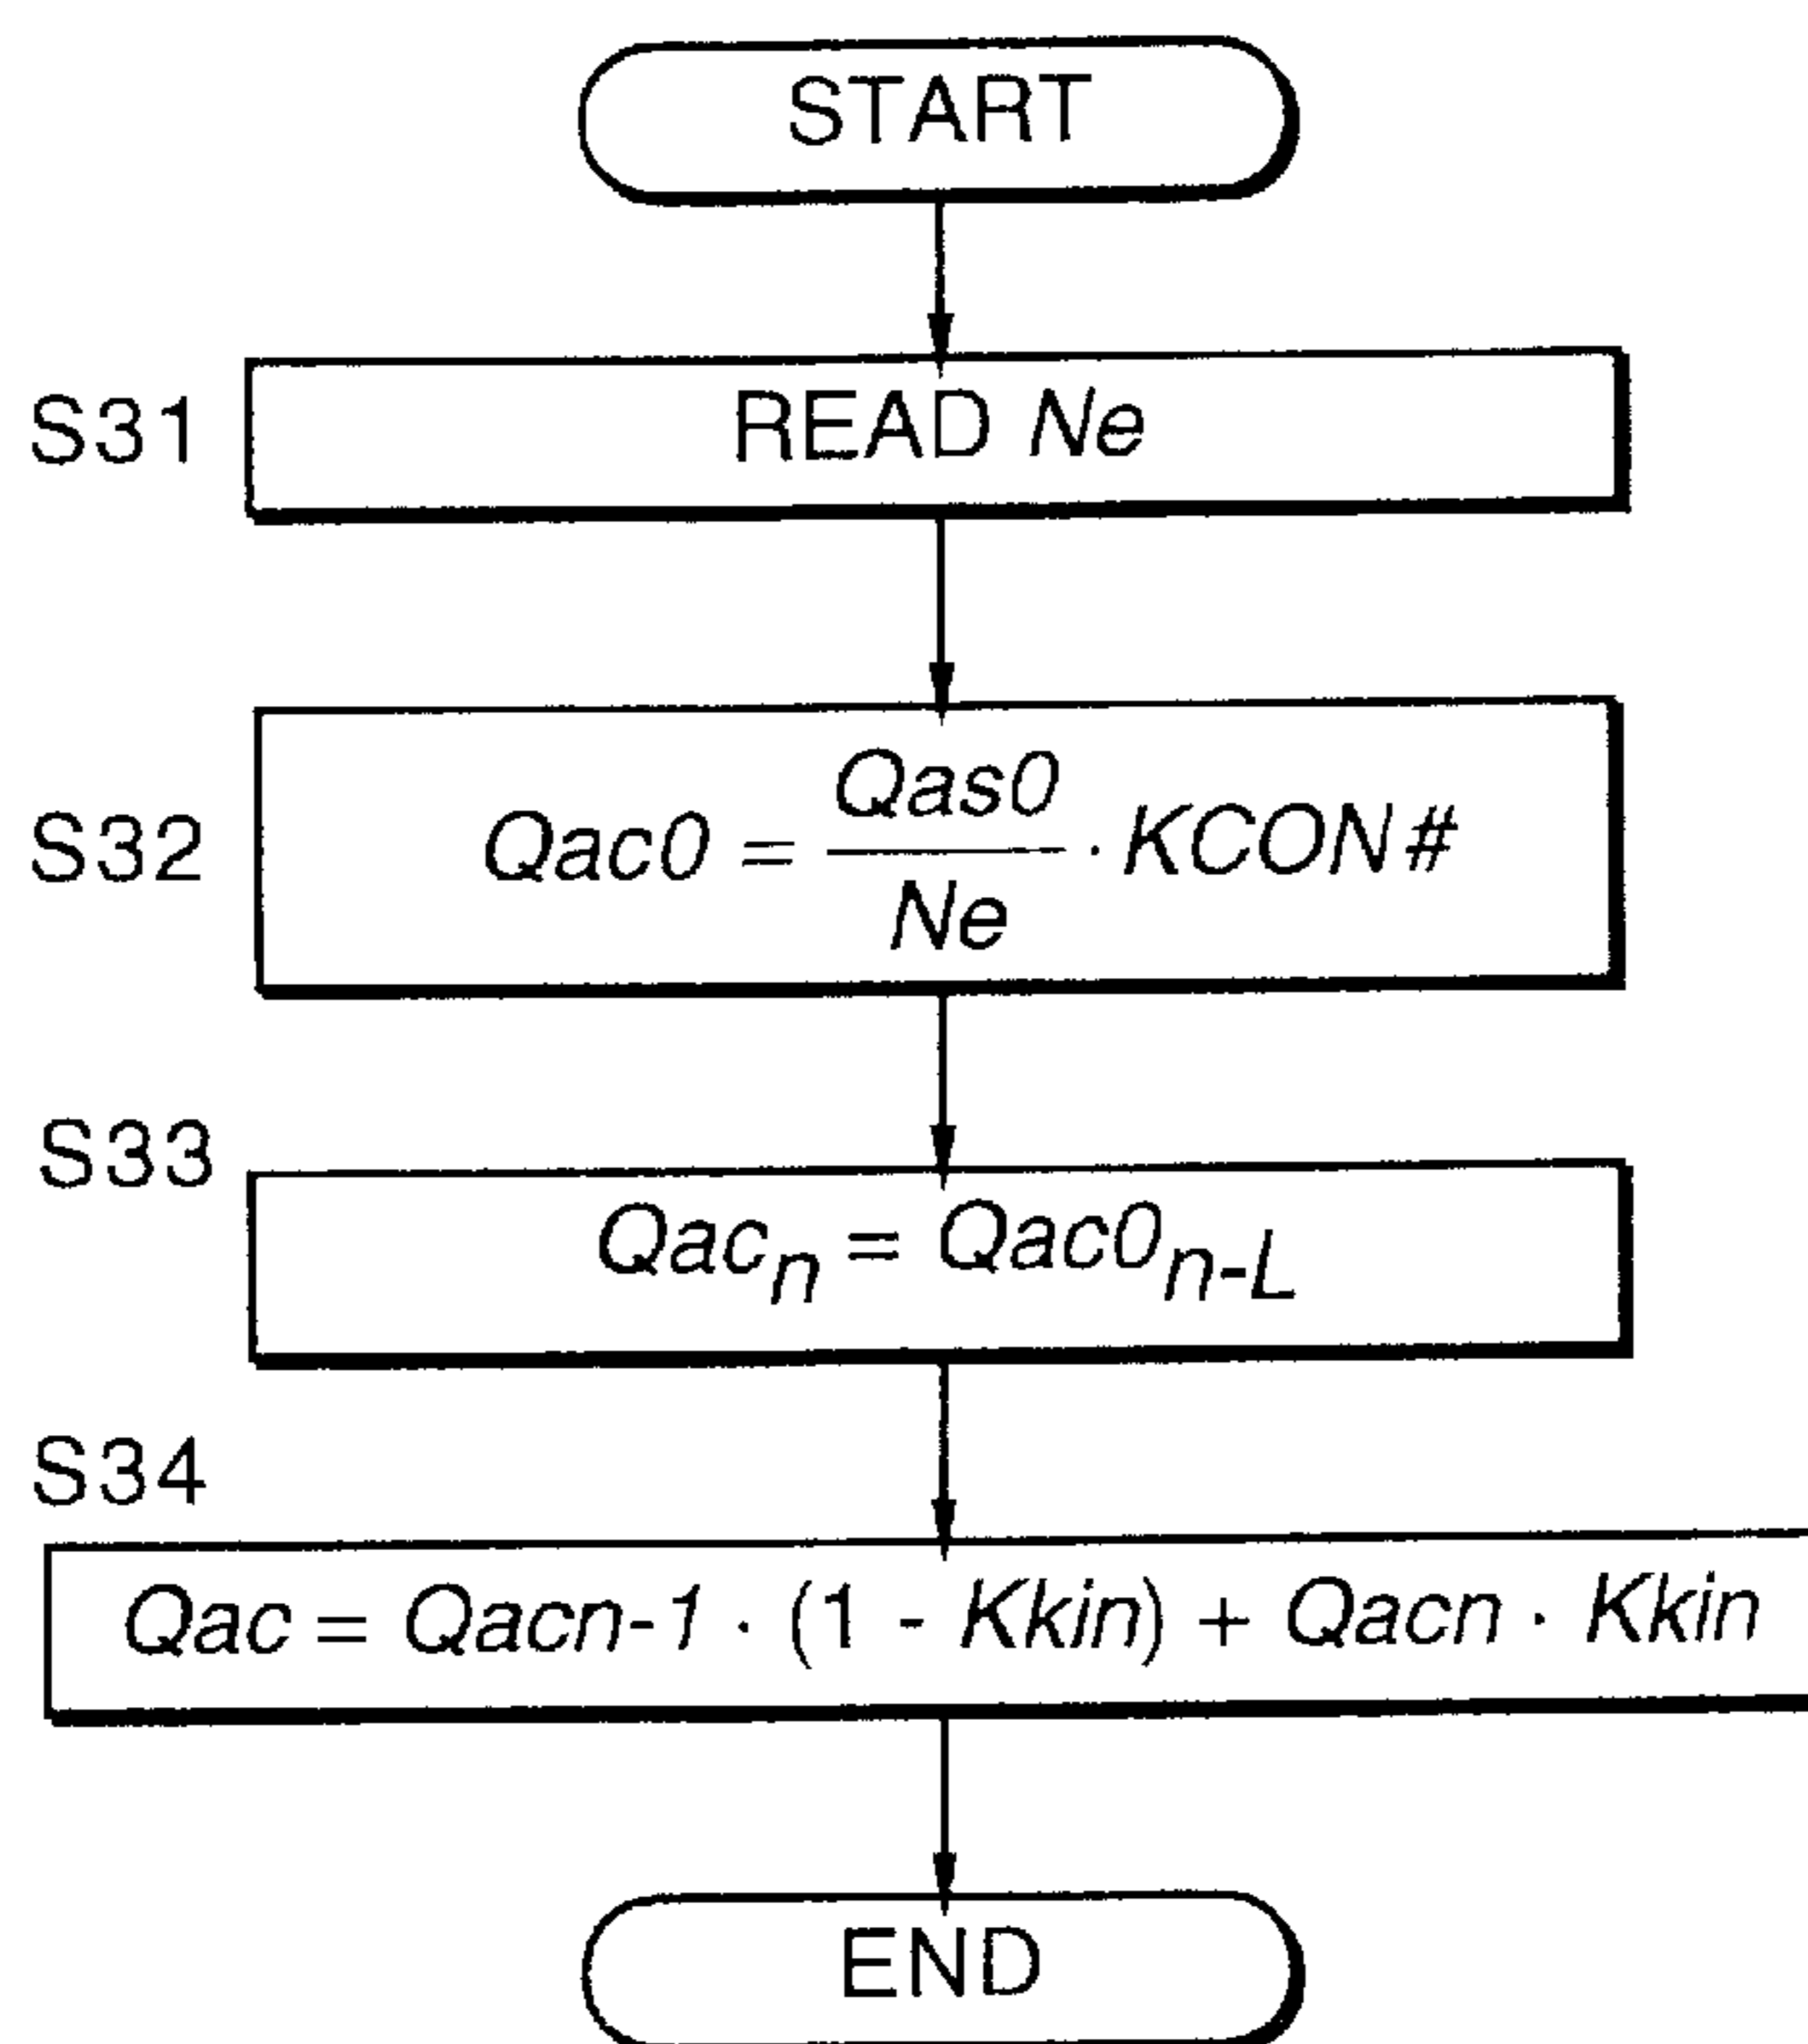 START
S31
READ Ne
S32
Qac0 = Qas0 / Ne · KCON#
S33
Qacn = Qac0n-L
S34
Qac = Qacn-1 · (1 - Kkin) + Qacn · Kkin
END